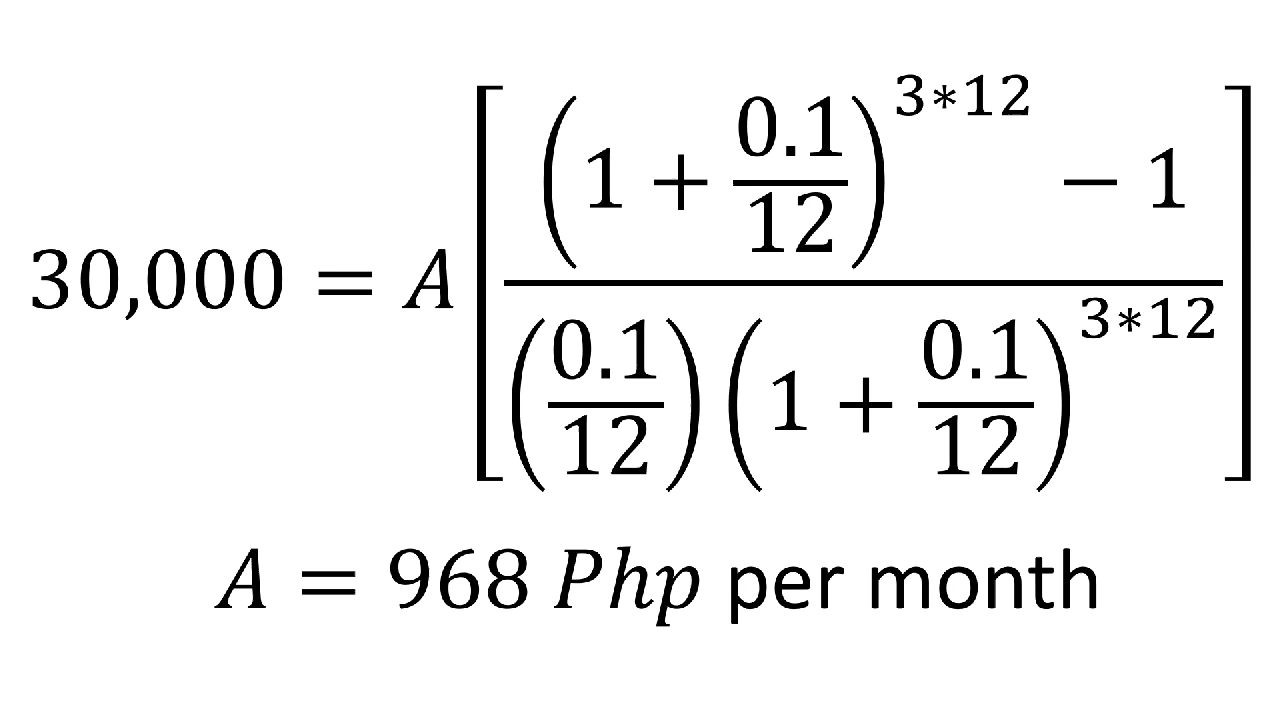 30,000 = A [ ( (1 + 0.1/12)^(3*12) − 1 ) / ( (0.1/12) (1 + 0.1/12)^(3*12) ) ]
A = 968 Php per month